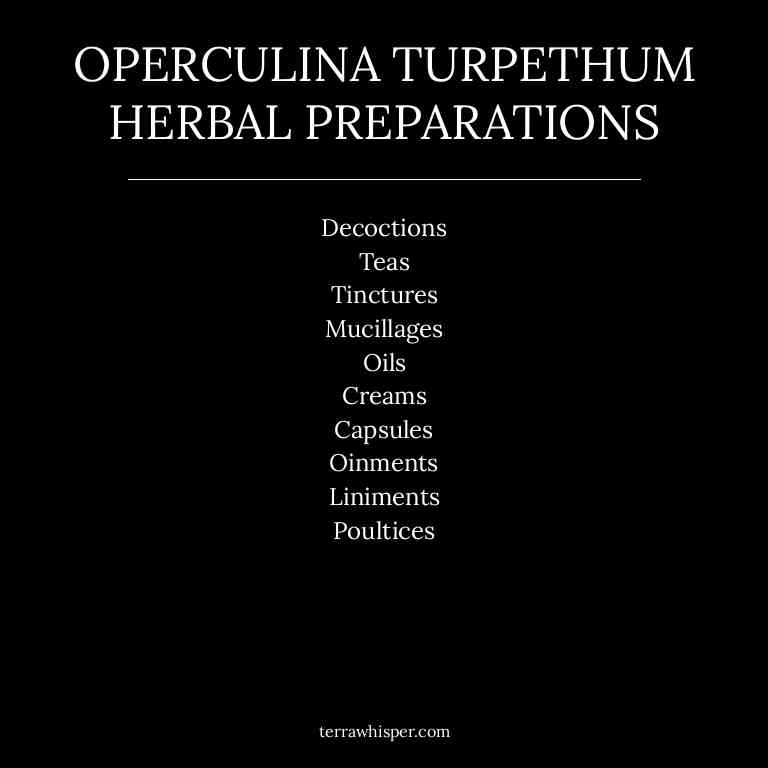 OPERCULINA TURPETHUM
HERBAL PREPARATIONS
Decoctions
Teas
Tinctures
Mucillages
Oils
Creams
Capsules
Oinments
Liniments
Poultices
terrawhisper.com